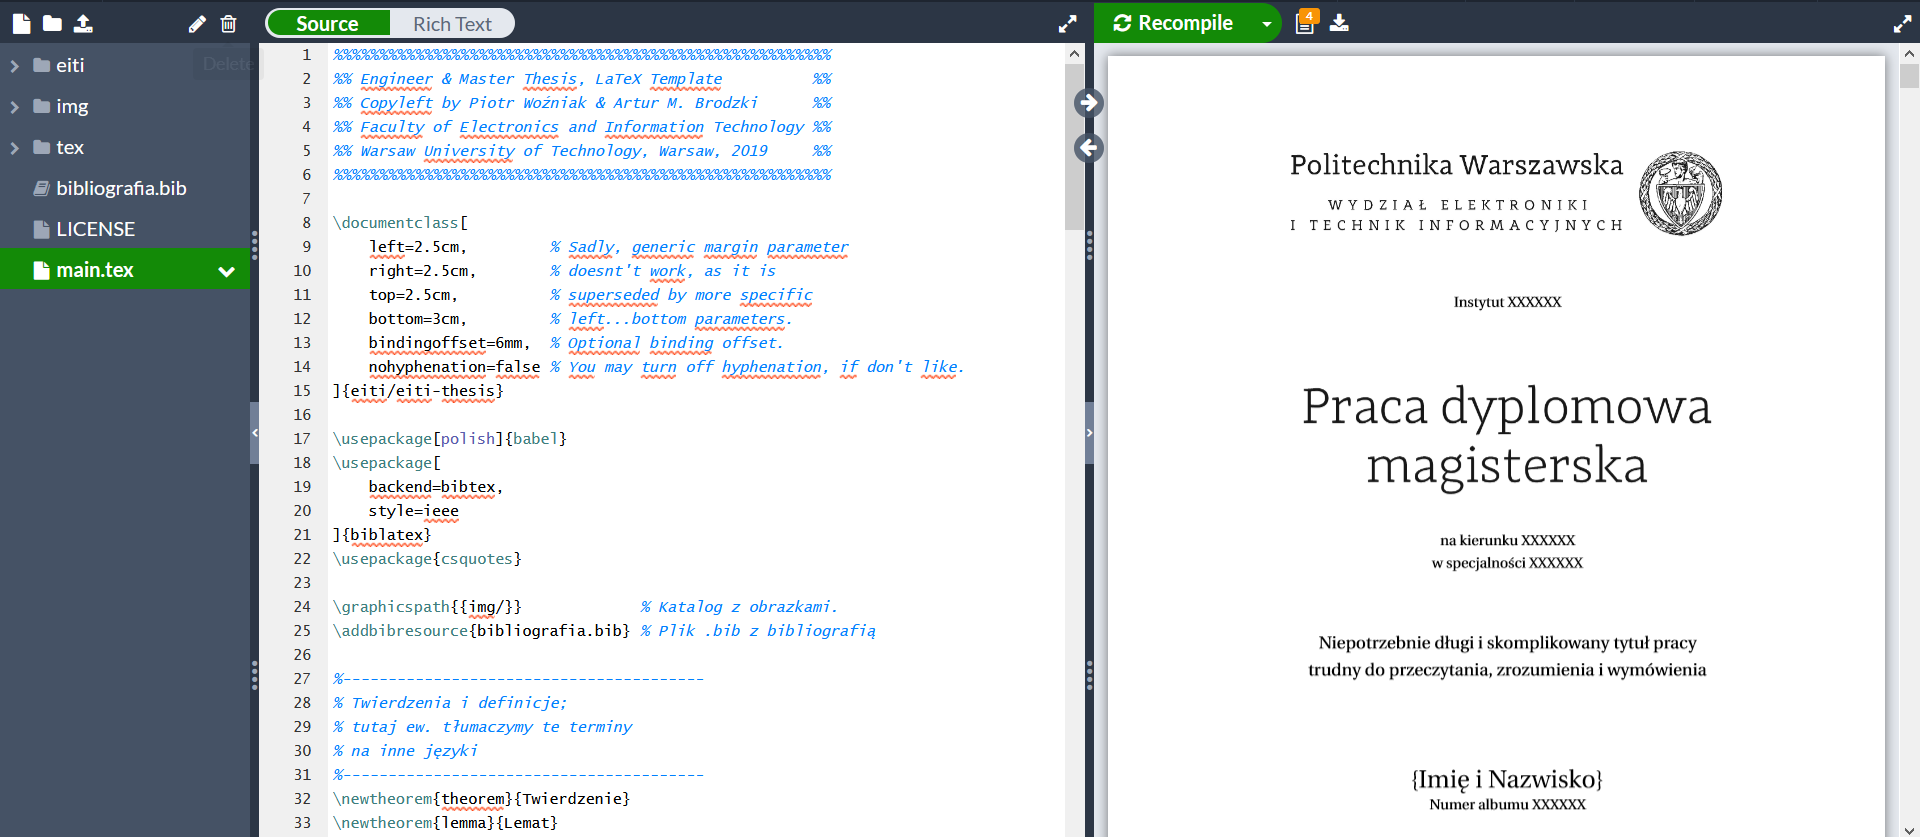 Source
Rich Text
Recompile
4
eiti
Delete
img
tex
bibliografia.bib
LICENSE
main.tex
1 %%%%%%%%%%%%%%%%%%%%%%%%%%%%%%%%%%%%%%%%%%%%%%%%%%%%%%%
2 %% Engineer & Master Thesis, LaTeX Template %%
3 %% Copyleft by Piotr Woźniak & Artur M. Brodzki %%
4 %% Faculty of Electronics and Information Technology %%
5 %% Warsaw University of Technology, Warsaw, 2019 %%
6 %%%%%%%%%%%%%%%%%%%%%%%%%%%%%%%%%%%%%%%%%%%%%%%%%%%%%%%
7
8 \documentclass[
9 left=2.5cm, % Sadly, generic margin parameter
10 right=2.5cm, % doesnt't work, as it is
11 top=2.5cm, % superseded by more specific
12 bottom=3cm, % left...bottom parameters.
13 bindingoffset=6mm, % Optional binding offset.
14 nohyphenation=false % You may turn off hyphenation, if don't like.
15 ]{eiti/eiti-thesis}
16
17 \usepackage[polish]{babel}
18 \usepackage[
19 backend=bibtex,
20 style=ieee
21 ]{biblatex}
22 \usepackage{csquotes}
23
24 \graphicspath{{img/}} % Katalog z obrazkami.
25 \addbibresource{bibliografia.bib} % Plik .bib z bibliografią
26
27 %----------------------------------------
28 % Twierdzenia i definicje;
29 % tutaj ew. tłumaczymy te terminy
30 % na inne języki
31 %----------------------------------------
32 \newtheorem{theorem}{Twierdzenie}
33 \newtheorem{lemma}{Lemat}
Politechnika Warszawska
WYDZIAŁ ELEKTRONIKI
I TECHNIK INFORMACYJNYCH
Instytut XXXXXX
Praca dyplomowa
magisterska
na kierunku XXXXXX
w specjalności XXXXXX
Niepotrzebnie długi i skomplikowany tytuł pracy
trudny do przeczytania, zrozumienia i wymówienia
{Imię i Nazwisko}
Numer albumu XXXXXX